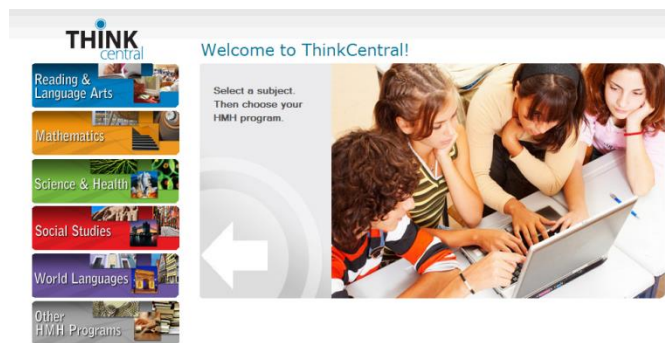 THINK
central
Welcome to ThinkCentral!
Select a subject.
Then choose your
HMH program.
Reading &
Language Arts
Mathematics
Science & Health
Social Studies
World Languages
Other
HMH Programs